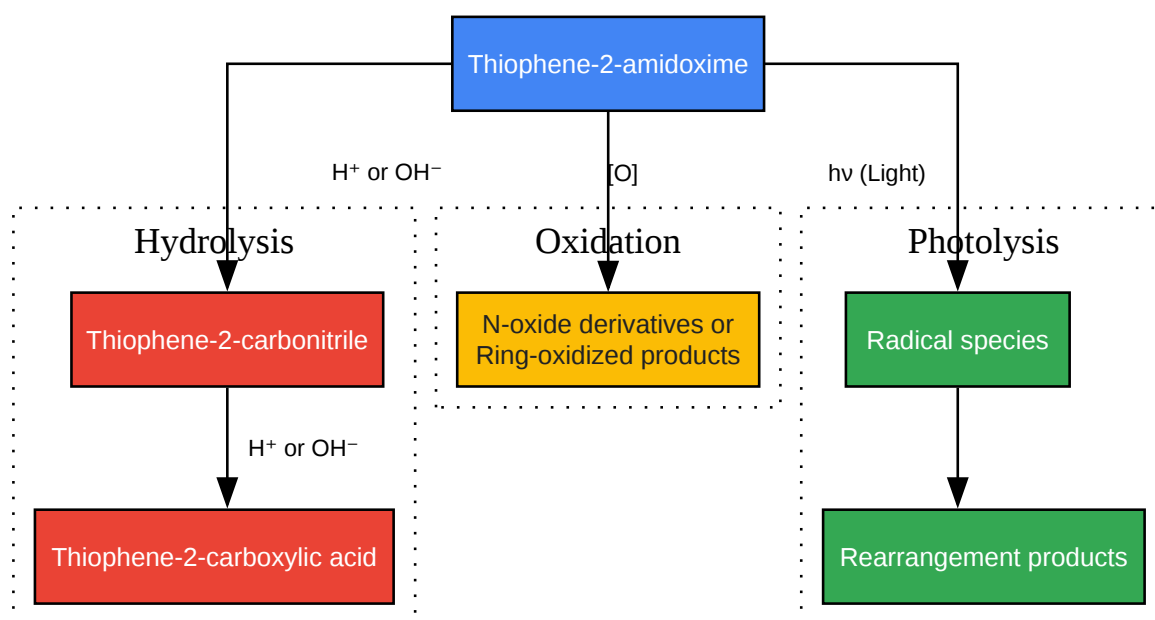 Thiophene-2-amidoxime
H⁺ or OH⁻
[O]
hν (Light)
Hydrolysis
Oxidation
Photolysis
Thiophene-2-carbonitrile
N-oxide derivatives or
Ring-oxidized products
Radical species
H⁺ or OH⁻
Thiophene-2-carboxylic acid
Rearrangement products